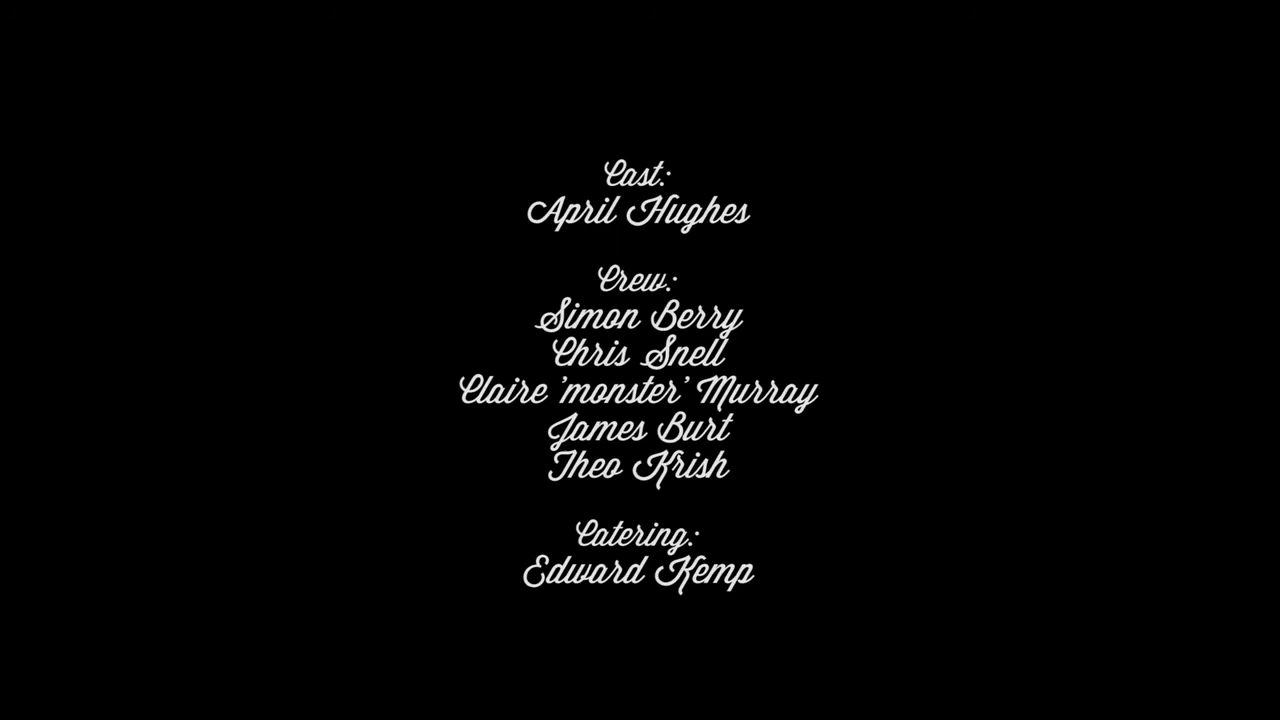 Cast:
April Hughes
Crew:
Simon Berry
Chris Snell
Claire 'monster' Murray
James Burt
Theo Krish
Catering:
Edward Kemp